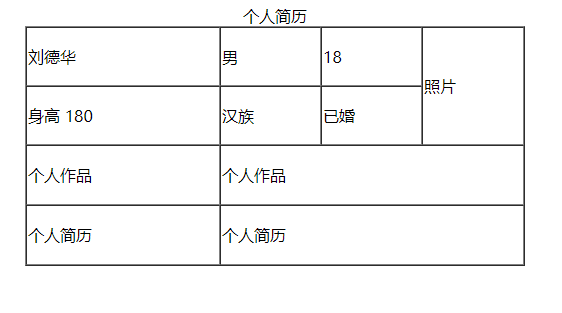 个人简历
刘德华 男 18 照片
身高 180 汉族 已婚
个人作品 个人作品
个人简历 个人简历